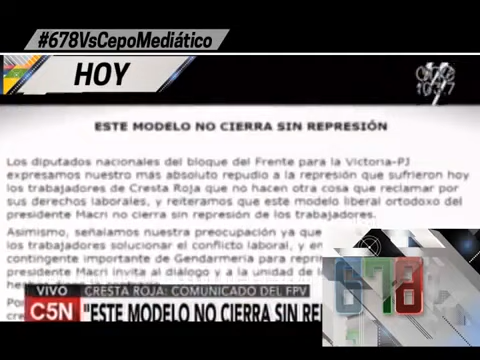 #678VsCepoMediático
HOY
ESTE MODELO NO CIERRA SIN REPRESIÓN
Los diputados nacionales del bloque del Frente para la Victoria-PJ
expresamos nuestro más absoluto repudio a la represión que sufrieron hoy
los trabajadores de Cresta Roja que no hacen otra cosa que reclamar por
sus derechos laborales, y reiteramos que este modelo liberal ortodoxo del
presidente Macri no cierra sin represión de los trabajadores.
Asimismo, señalamos nuestra preocupación ya que
los trabajadores solucionar el conflicto laboral, y en
contingente importante de Gendarmería para repri
presidente Macri invita al diálogo y a la unidad de l
VIVO
CRESTA ROJA: COMUNICADO DEL FPV
C5N
"ESTE MODELO NO CIERRA SIN REP
678